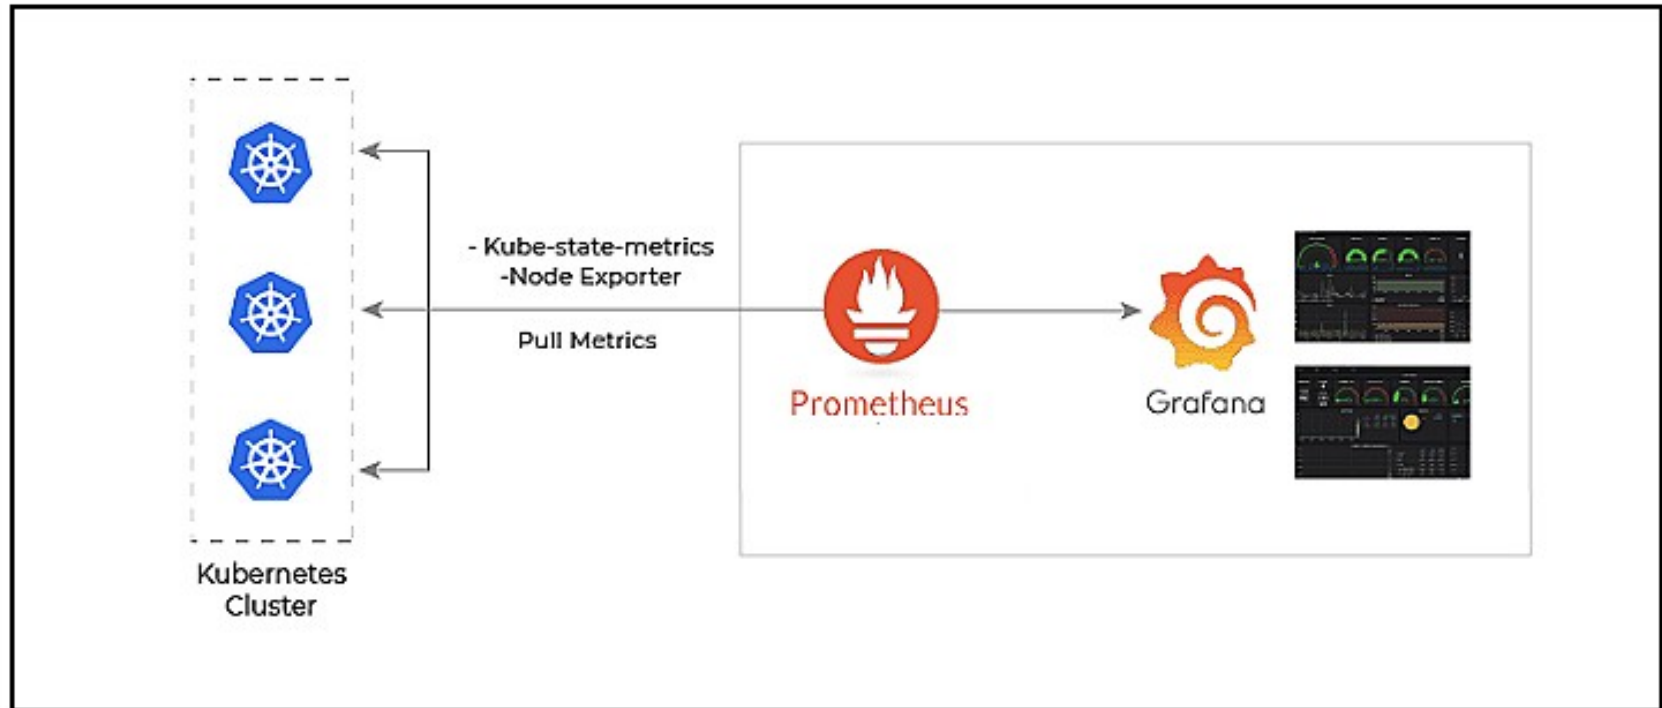 - Kube-state-metrics
-Node Exporter
Pull Metrics
Prometheus
Grafana
Kubernetes
Cluster